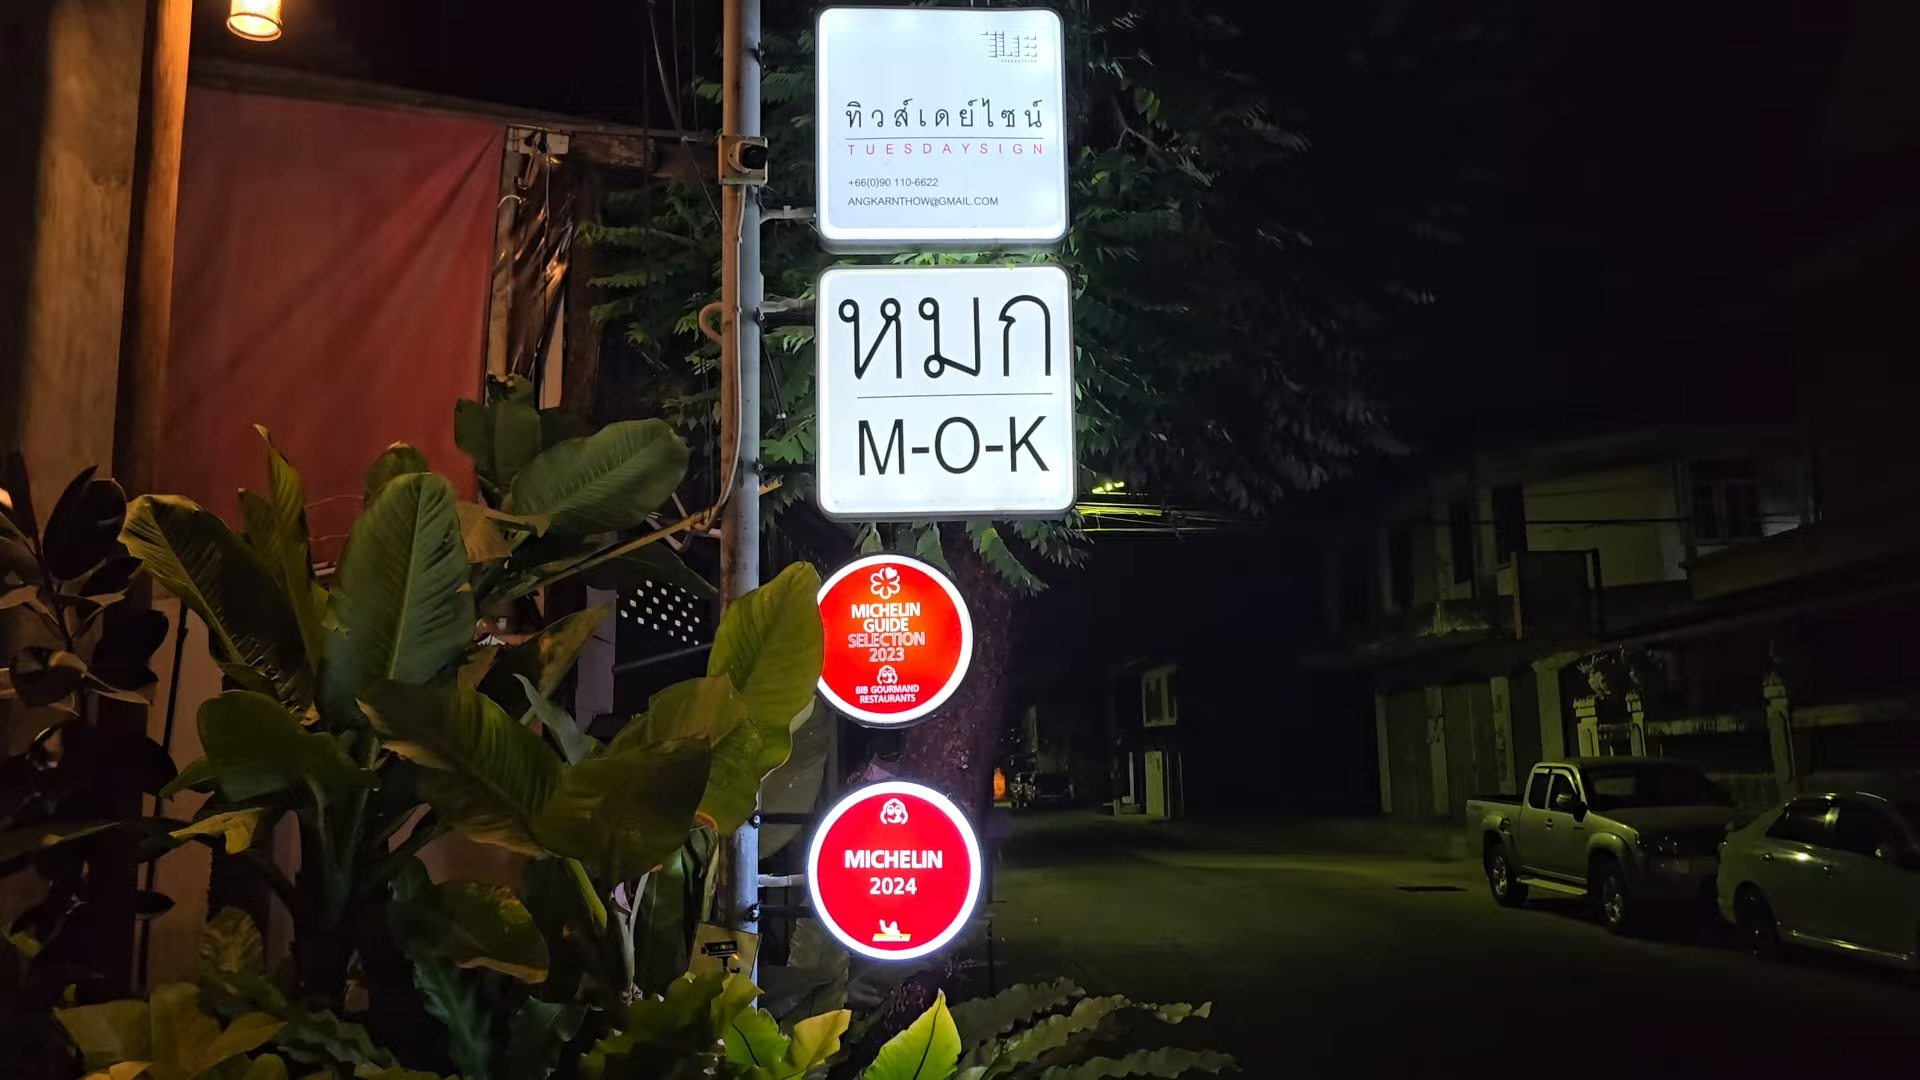 TUE
ทิวส์เดย์ไซน์
TUESDAYSIGN
+66(0)90 110-6622
ANGKARNTHOW@GMAIL.COM
หมก
M-O-K
MICHELIN
GUIDE
SELECTION
2023
BIB GOURMAND
RESTAURANTS
MICHELIN
2024